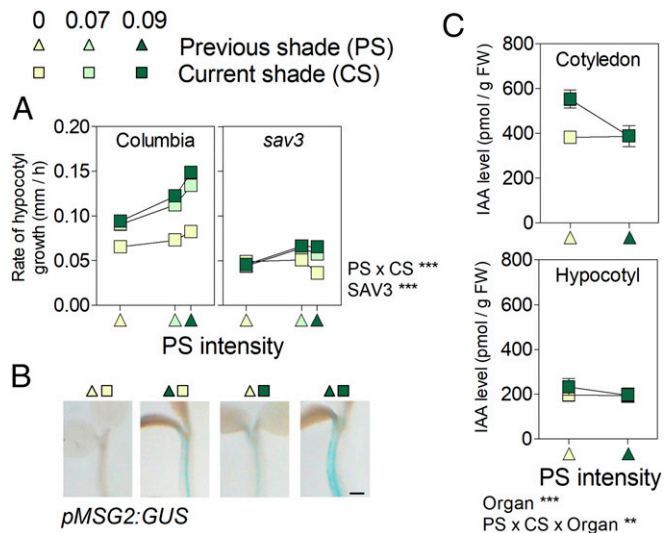 0 0.07 0.09
Previous shade (PS)
Current shade (CS)
A
Columbia
sav3
0.20
0.15
0.10
0.05
0.00
Rate of hypocotyl
growth (mm / h)
PS x CS ***
SAV3 ***
PS intensity
B
pMSG2:GUS
C
Cotyledon
800
600
400
200
0
IAA level (pmol / g FW)
Hypocotyl
800
600
400
200
0
IAA level (pmol / g FW)
PS intensity
Organ ***
PS x CS x Organ **